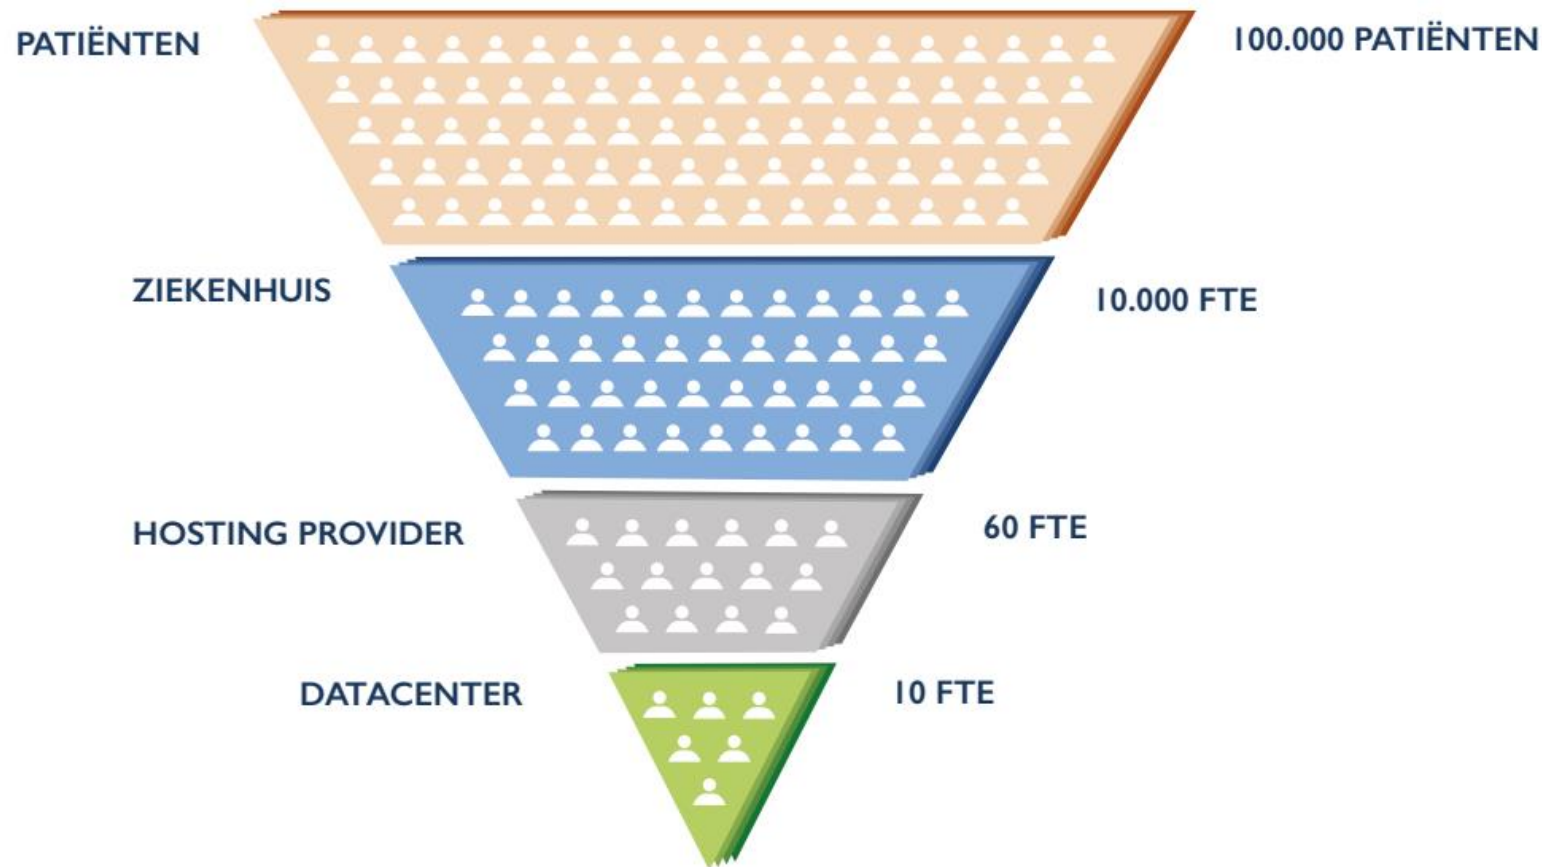 PATIËNTEN
100.000 PATIËNTEN
ZIEKENHUIS
10.000 FTE
HOSTING PROVIDER
60 FTE
DATACENTER
10 FTE